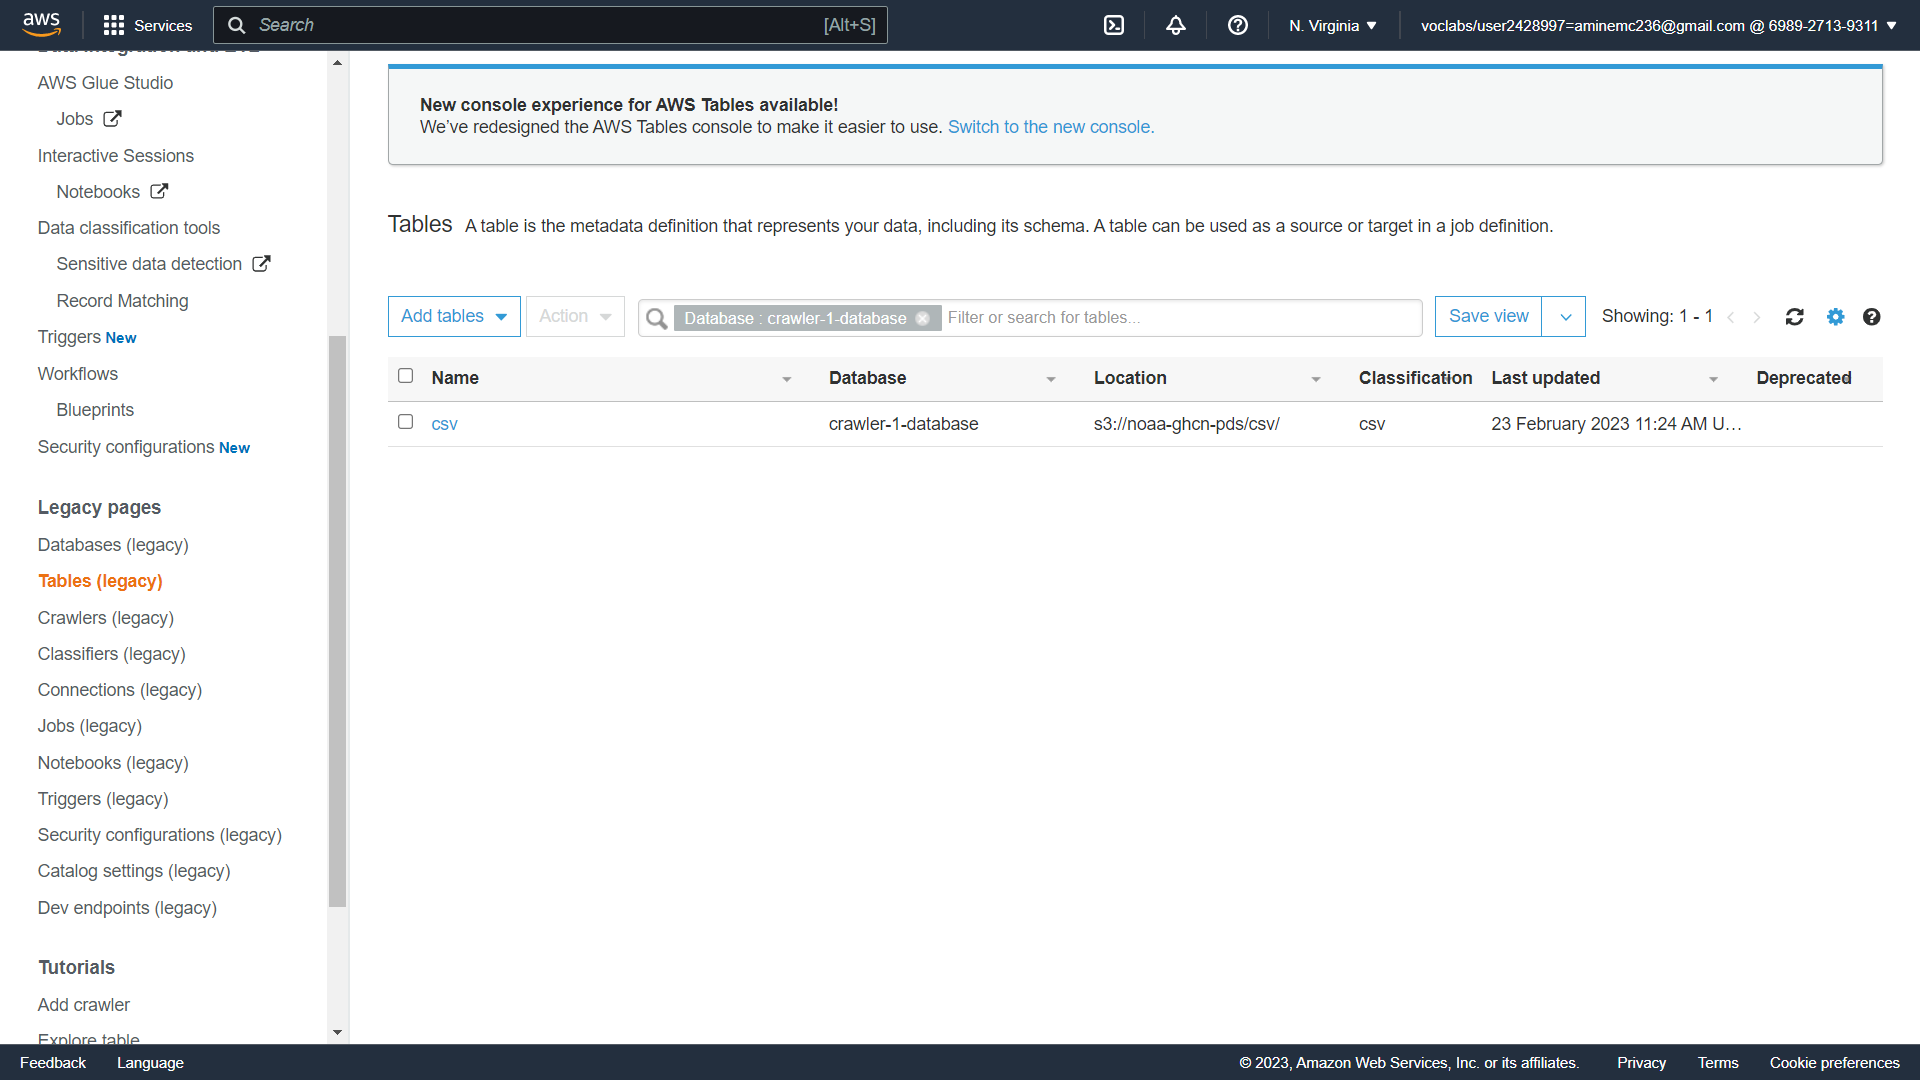 aws
Services
Search
[Alt+S]
N. Virginia
voclabs/user2428997=aminemc236@gmail.com @ 6989-2713-9311
AWS Glue Studio
Jobs
Interactive Sessions
Notebooks
Data classification tools
Sensitive data detection
Record Matching
Triggers New
Workflows
Blueprints
Security configurations New
Legacy pages
Databases (legacy)
Tables (legacy)
Crawlers (legacy)
Classifiers (legacy)
Connections (legacy)
Jobs (legacy)
Notebooks (legacy)
Triggers (legacy)
Security configurations (legacy)
Catalog settings (legacy)
Dev endpoints (legacy)
Tutorials
Add crawler
Explore table
New console experience for AWS Tables available!
We've redesigned the AWS Tables console to make it easier to use. Switch to the new console.
Tables A table is the metadata definition that represents your data, including its schema. A table can be used as a source or target in a job definition.
Add tables
Action
Database : crawler-1-database
Filter or search for tables...
Save view
Showing: 1 - 1
Name Database Location Classification Last updated Deprecated
csv crawler-1-database s3://noaa-ghcn-pds/csv/ csv 23 February 2023 11:24 AM U…
Feedback Language © 2023, Amazon Web Services, Inc. or its affiliates. Privacy Terms Cookie preferences